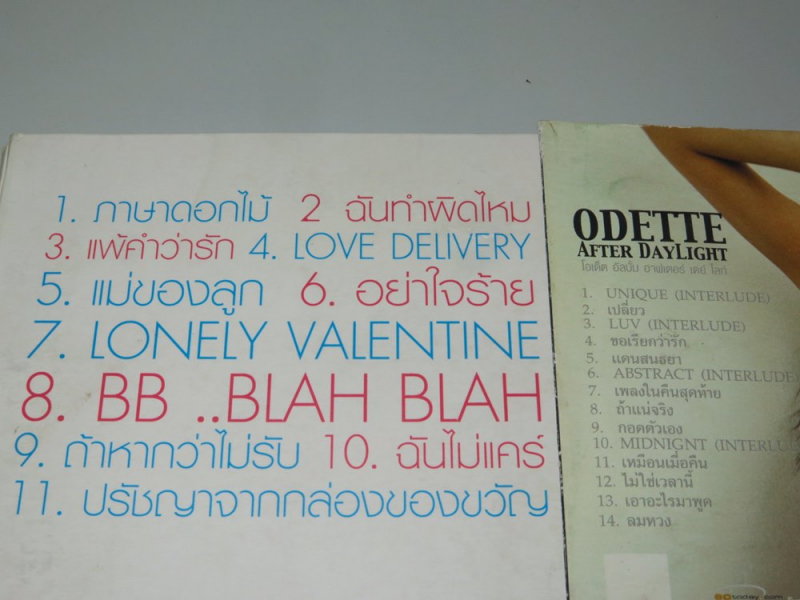 1. ภาษาดอกไม้ 2 ฉันทำผิดไหม
3. แพ้คำว่ารัก 4. LOVE DELIVERY
5. แม่ของลูก 6. อย่าใจร้าย
7. LONELY VALENTINE
8. BB ..BLAH BLAH
9. ถ้าหากว่าไม่รับ 10. ฉันไม่แคร์
11. ปรัชญาจากกล่องของขวัญ
ODETTE
AFTER DAYLIGHT
โอเด็ต อัลบั้ม อาฟเตอร์ เดย์ ไลท์
1. UNIQUE (INTERLUDE)
2. เปลี่ยว
3. LUV (INTERLUDE)
4. ขอเรียกว่ารัก
5. แดนสนธยา
6. ABSTRACT (INTERLUDE)
7. เพลงในคืนสุดท้าย
8. ถ้าแน่จริง
9. กอดตัวเอง
10. MIDNIGNT (INTERLU
11. เหมือนเมื่อคืน
12. ไม่ใช่เวลานี้
13. เอาอะไรมาพูด
14. ลมหวง